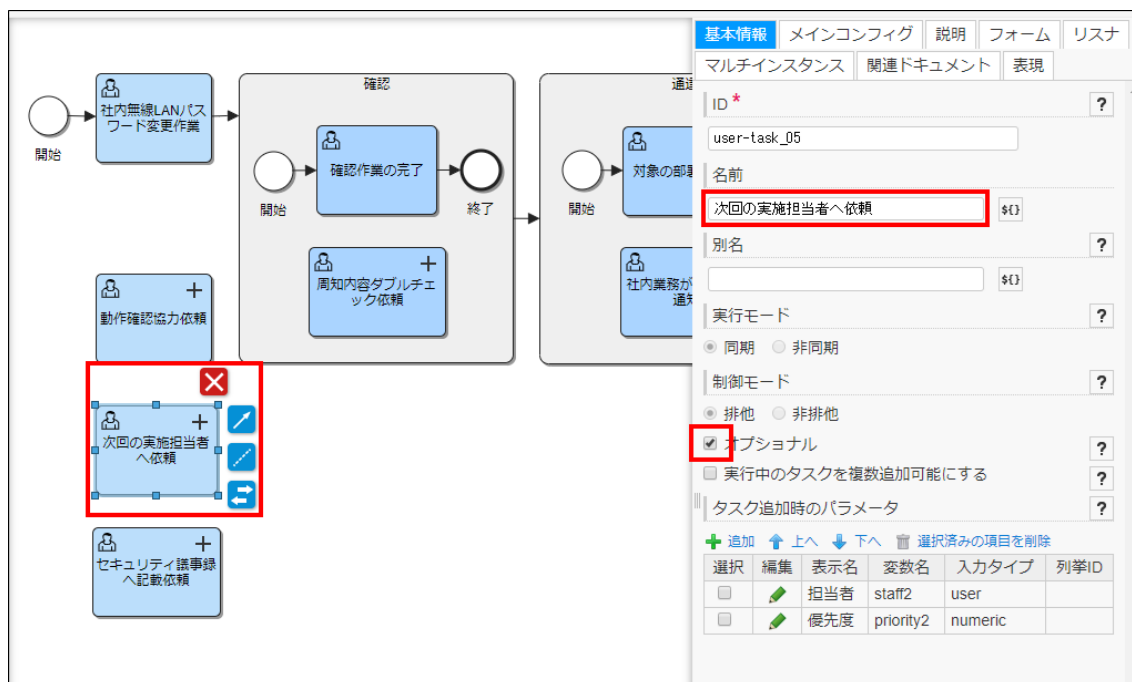 確認
通達
社内無線LANパス
ワード変更作業
開始
確認作業の完了
開始
終了
開始
対象の部署
周知内容ダブルチェ
ック依頼
社内業務が
通知
動作確認協力依頼
次回の実施担当者
へ依頼
セキュリティ議事録
へ記載依頼
基本情報 メインコンフィグ 説明 フォーム リスナ
マルチインスタンス 関連ドキュメント 表現
ID * ?
user-task_05
名前
次回の実施担当者へ依頼 ${}
別名 ?
${}
実行モード ?
同期 非同期
制御モード ?
排他 非排他
オプショナル ?
実行中のタスクを複数追加可能にする ?
タスク追加時のパラメータ ?
追加 上へ 下へ 選択済みの項目を削除
選択 編集 表示名 変数名 入力タイプ 列挙ID
担当者 staff2 user
優先度 priority2 numeric